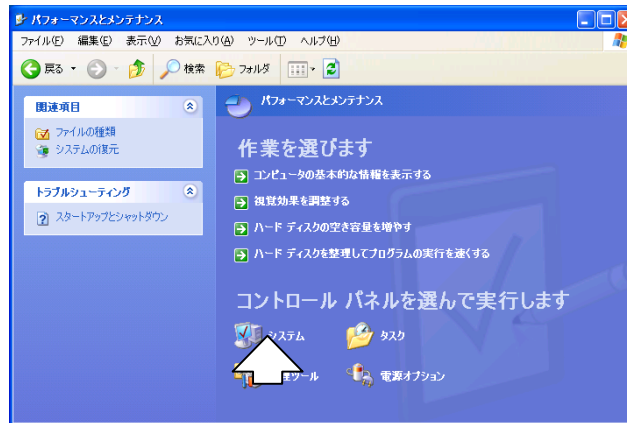 パフォーマンスとメンテナンス
ファイル(F) 編集(E) 表示(V) お気に入り(A) ツール(T) ヘルプ(H)
戻る 検索 フォルダ
関連項目
ファイルの種類
システムの復元
トラブルシューティング
スタートアップとシャットダウン
パフォーマンスとメンテナンス
作業を選びます
コンピュータの基本的な情報を表示する
視覚効果を調整する
ハード ディスクの空き容量を増やす
ハード ディスクを整理してプログラムの実行を速くする
コントロール パネルを選んで実行します
システム タスク
理ツール 電源オプション